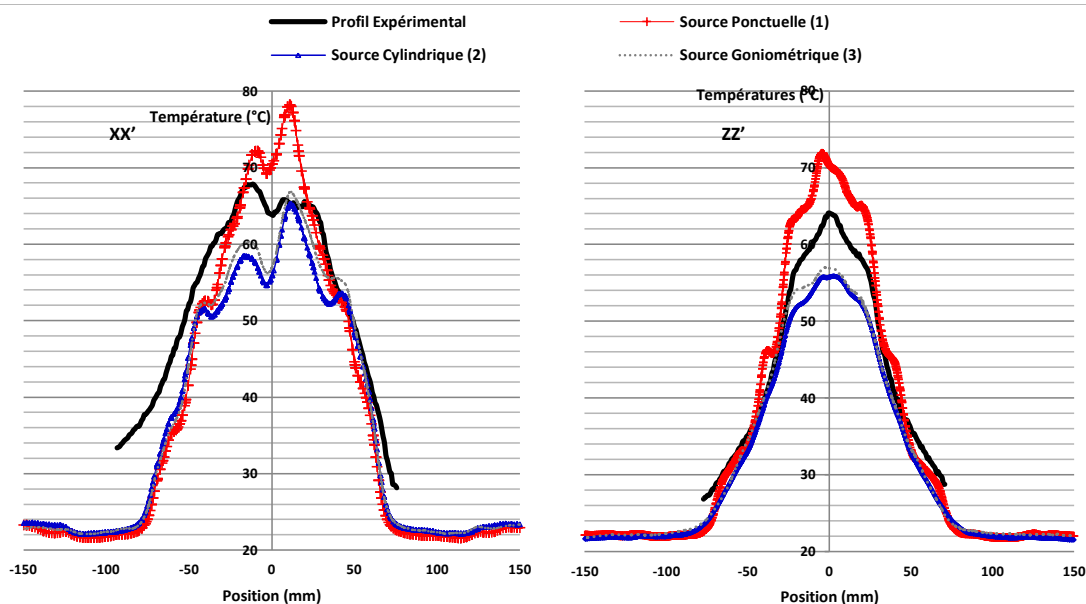 Profil Expérimental
Source Ponctuelle (1)
Source Cylindrique (2)
Source Goniométrique (3)
80
Température (°C)
XX’
70
60
50
40
30
20
-150 -100 -50 0 50 100 150
Position (mm)
80
Températures (°C)
ZZ’
70
60
50
40
30
20
-150 -100 -50 0 50 100 150
Position (mm)